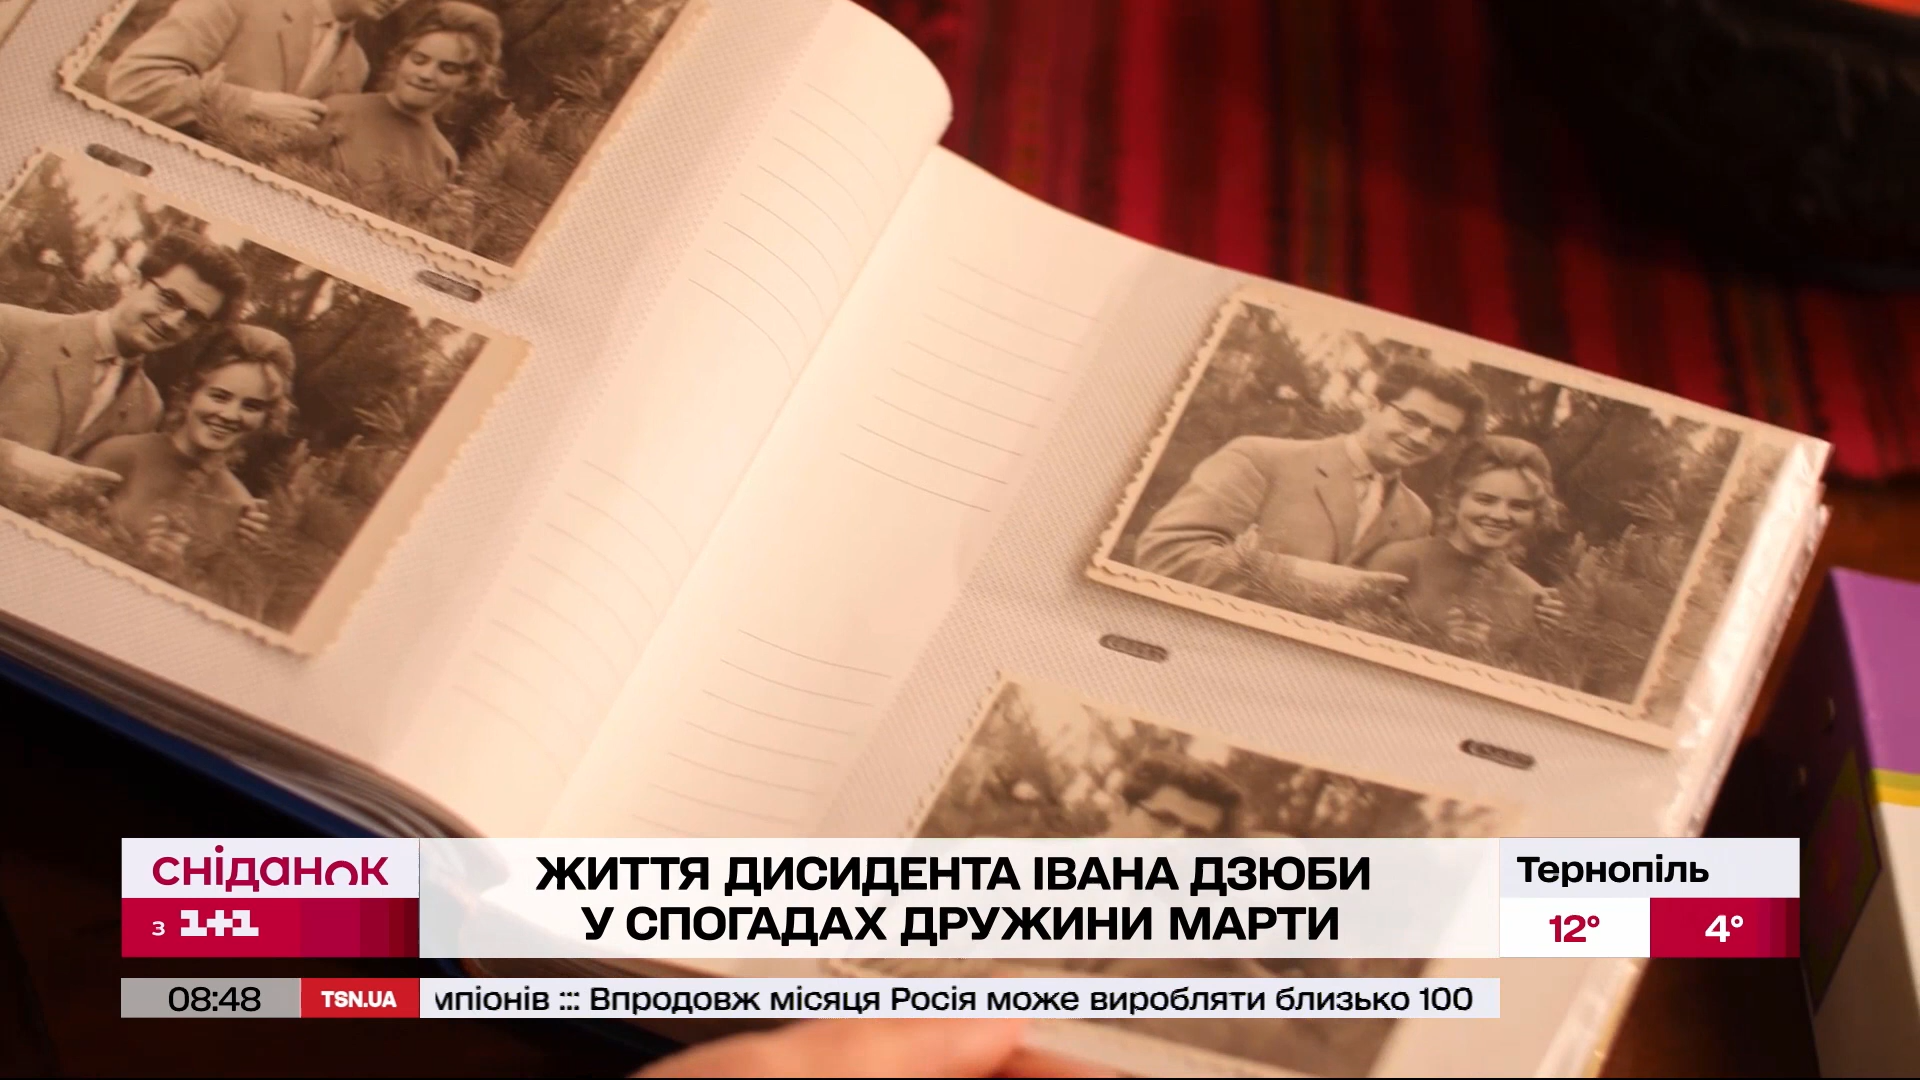 сніданок
з 1+1
ЖИТТЯ ДИСИДЕНТА ІВАНА ДЗЮБИ
У СПОГАДАХ ДРУЖИНИ МАРТИ
Тернопіль
12° 4°
08:48
TSN.UA
мпіонів ::: Впродовж місяця Росія може виробляти близько 100